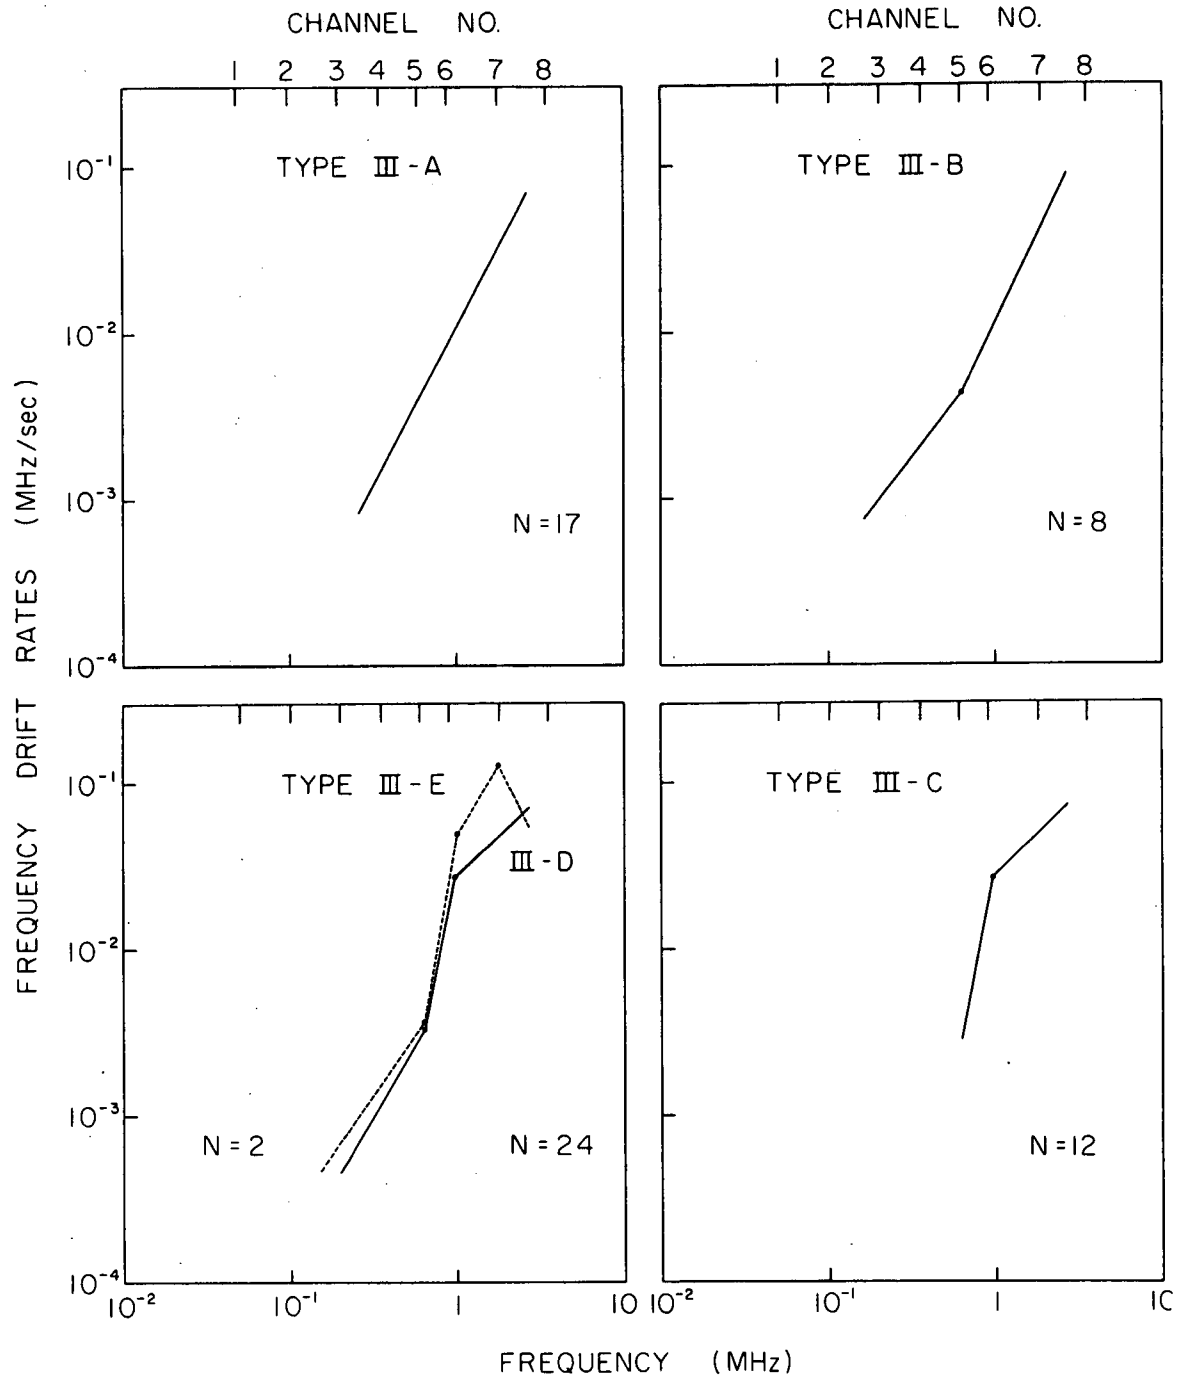 CHANNEL NO.
1 2 3 4 5 6 7 8
CHANNEL NO.
1 2 3 4 5 6 7 8
TYPE III-A
N=17
TYPE III-B
N=8
10⁻¹
10⁻²
10⁻³
10⁻⁴
FREQUENCY DRIFT RATES (MHz/sec)
TYPE III-E
III-D
N=2
N=24
TYPE III-C
N=12
10⁻¹
10⁻²
10⁻³
10⁻⁴
10⁻² 10⁻¹ 1 10
10⁻² 10⁻¹ 1 10
FREQUENCY (MHz)